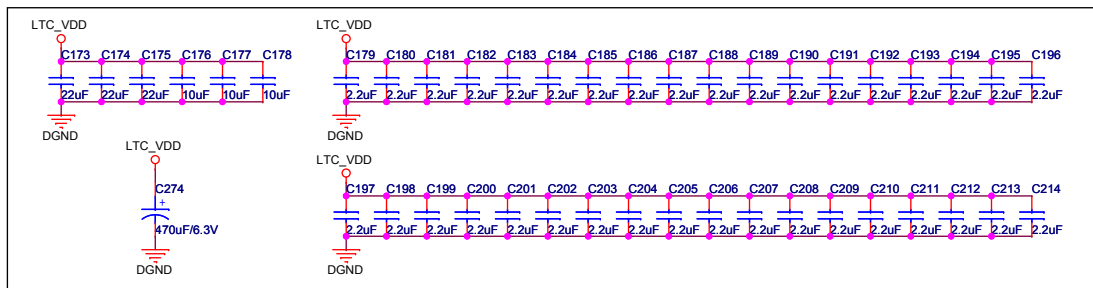 LTC_VDD
C173 C174 C175 C176 C177 C178
22uF 22uF 22uF 10uF 10uF 10uF
DGND
LTC_VDD
C179 C180 C181 C182 C183 C184 C185 C186 C187 C188 C189 C190 C191 C192 C193 C194 C195 C196
2.2uF 2.2uF 2.2uF 2.2uF 2.2uF 2.2uF 2.2uF 2.2uF 2.2uF 2.2uF 2.2uF 2.2uF 2.2uF 2.2uF 2.2uF 2.2uF 2.2uF 2.2uF
DGND
LTC_VDD
C274
+
470uF/6.3V
DGND
LTC_VDD
C197 C198 C199 C200 C201 C202 C203 C204 C205 C206 C207 C208 C209 C210 C211 C212 C213 C214
2.2uF 2.2uF 2.2uF 2.2uF 2.2uF 2.2uF 2.2uF 2.2uF 2.2uF 2.2uF 2.2uF 2.2uF 2.2uF 2.2uF 2.2uF 2.2uF 2.2uF 2.2uF
DGND